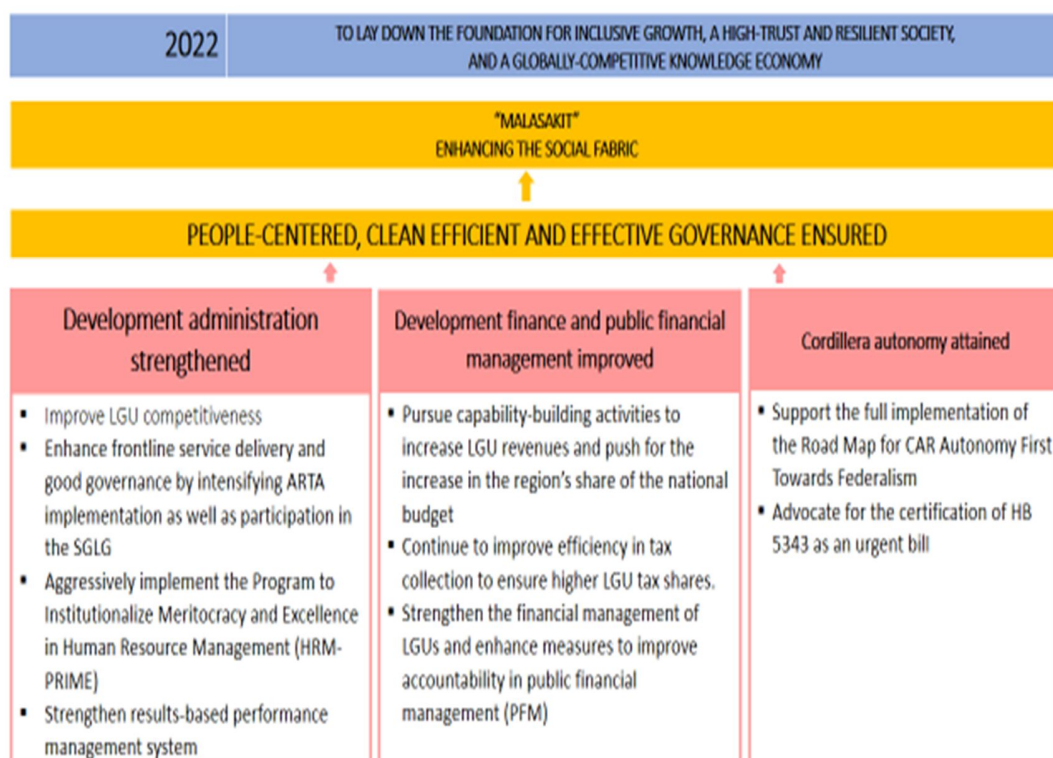 2022
TO LAY DOWN THE FOUNDATION FOR INCLUSIVE GROWTH, A HIGH-TRUST AND RESILIENT SOCIETY,
AND A GLOBALLY-COMPETITIVE KNOWLEDGE ECONOMY
"MALASAKIT"
ENHANCING THE SOCIAL FABRIC
PEOPLE-CENTERED, CLEAN EFFICIENT AND EFFECTIVE GOVERNANCE ENSURED
Development administration
strengthened
▪ Improve LGU competitiveness
▪ Enhance frontline service delivery and
good governance by intensifying ARTA
implementation as well as participation in
the SGLG
▪ Aggressively implement the Program to
Institutionalize Meritocracy and Excellence
in Human Resource Management (HRM-
PRIME)
▪ Strengthen results-based performance
management system
Development finance and public financial
management improved
▪ Pursue capability-building activities to
increase LGU revenues and push for the
increase in the region's share of the national
budget
▪ Continue to improve efficiency in tax
collection to ensure higher LGU tax shares.
▪ Strengthen the financial management of
LGUs and enhance measures to improve
accountability in public financial
management (PFM)
Cordillera autonomy attained
▪ Support the full implementation of
the Road Map for CAR Autonomy First
Towards Federalism
▪ Advocate for the certification of HB
5343 as an urgent bill